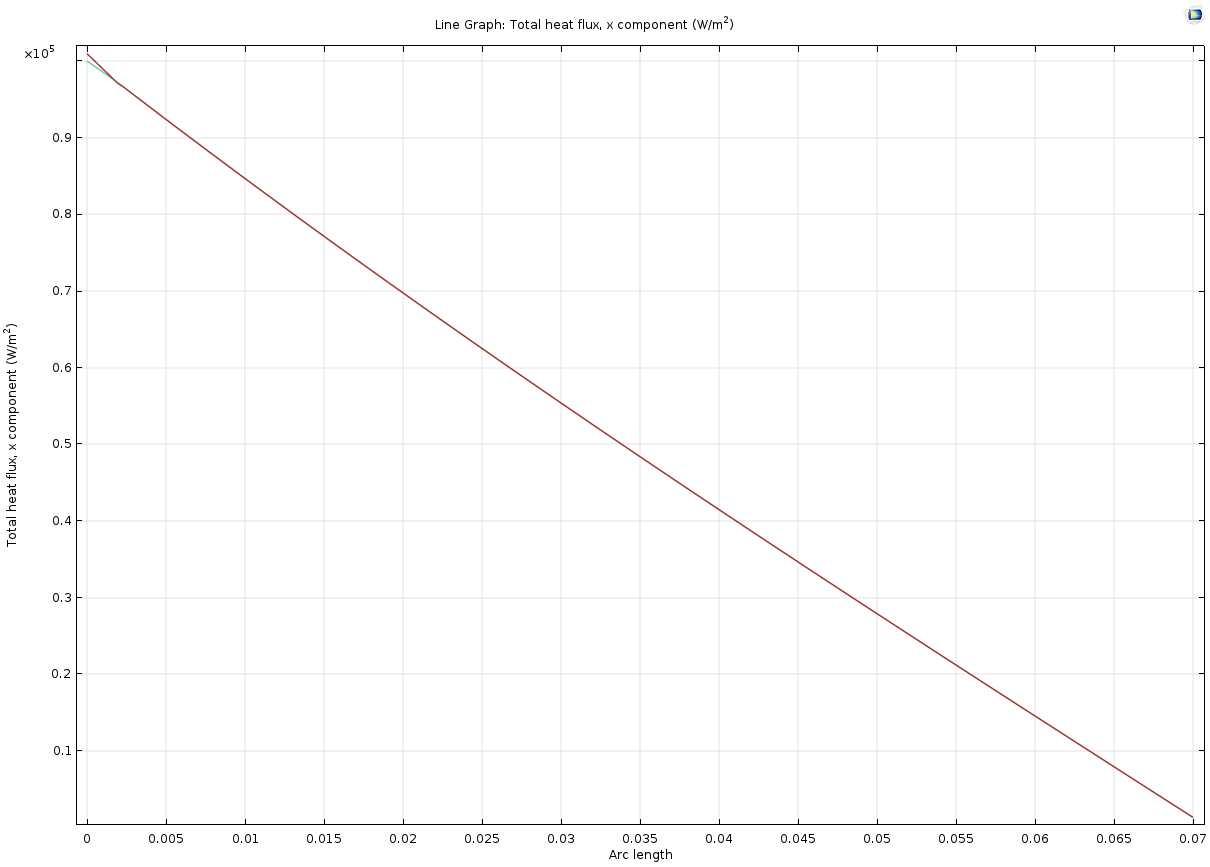 Line Graph: Total heat flux, x component (W/m²)
×10⁵
0.9
0.8
0.7
0.6
0.5
0.4
0.3
0.2
0.1
Total heat flux, x component (W/m²)
0 0.005 0.01 0.015 0.02 0.025 0.03 0.035 0.04 0.045 0.05 0.055 0.06 0.065 0.07
Arc length